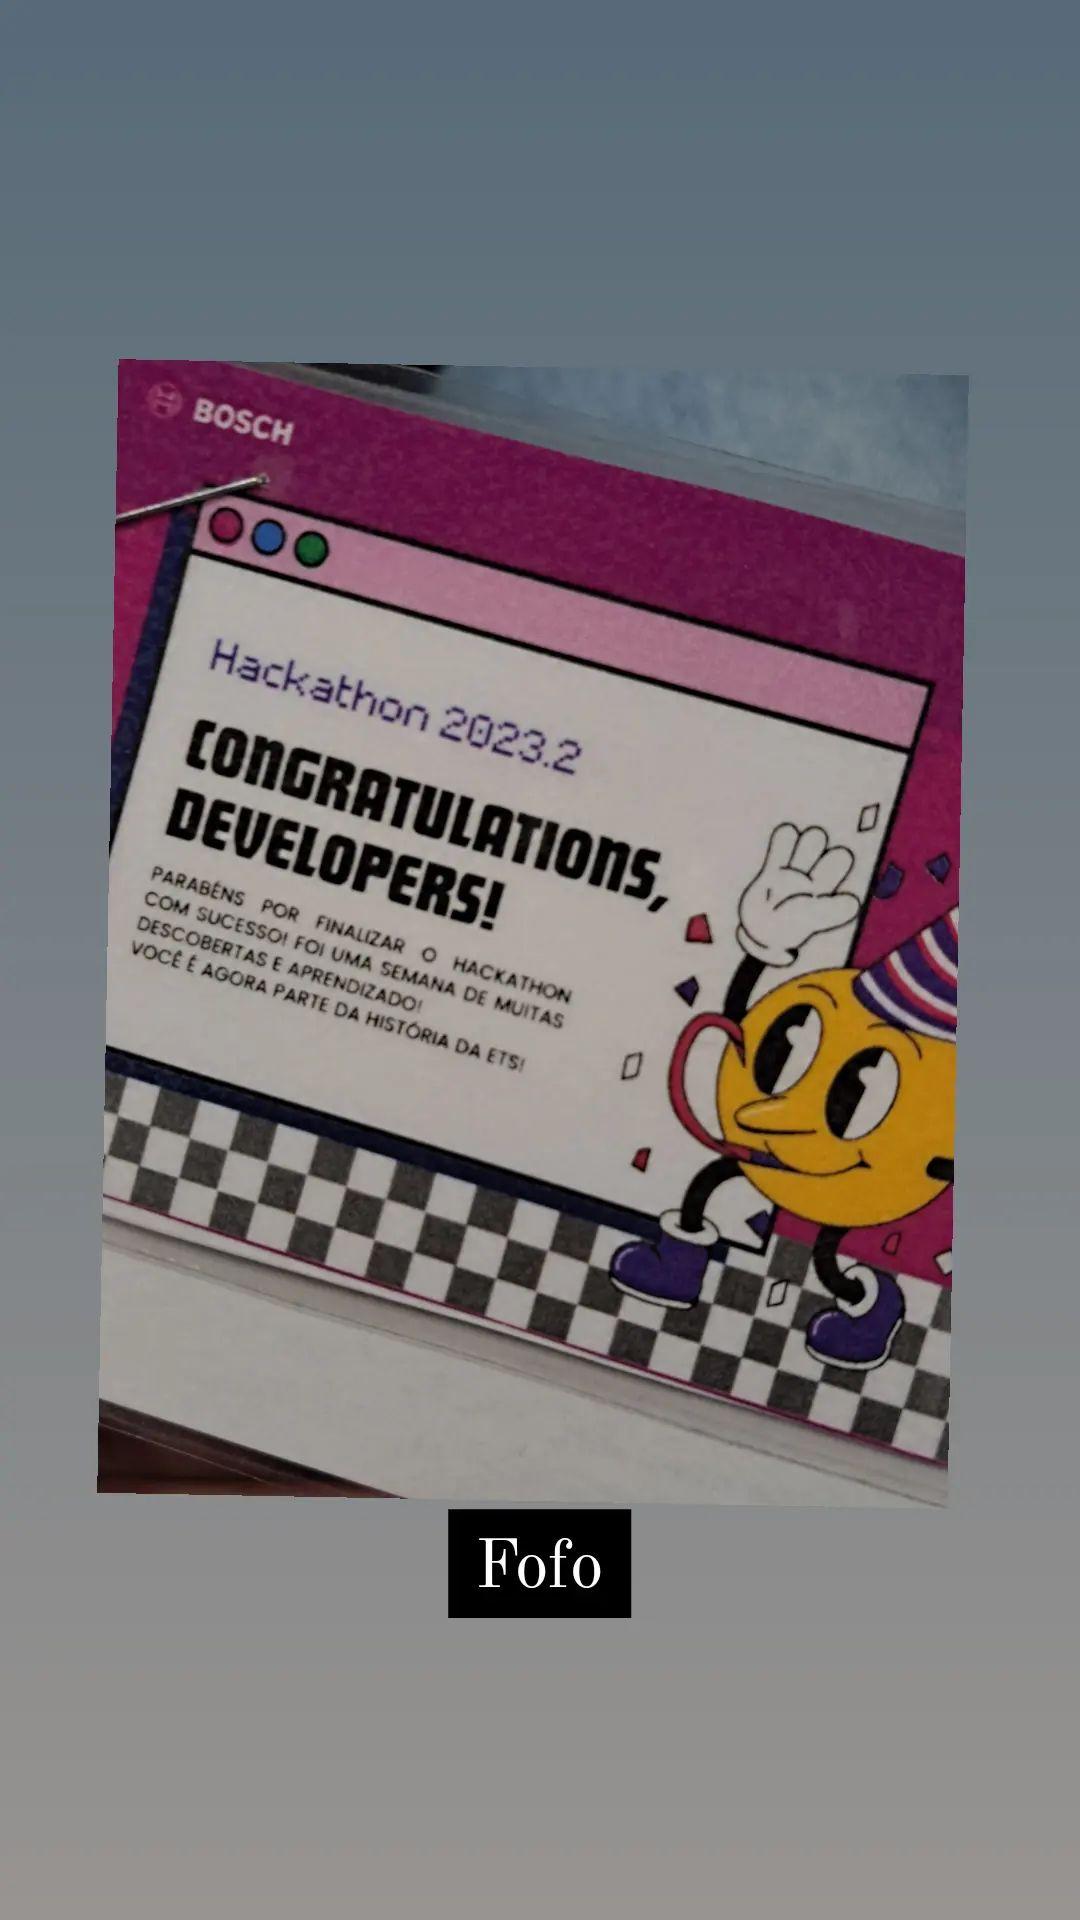 BOSCH
Hackathon 2023.2
CONGRATULATIONS,
DEVELOPERS!
PARABÉNS POR FINALIZAR O HACKATHON
COM SUCESSO! FOI UMA SEMANA DE MUITAS
DESCOBERTAS E APRENDIZADO!
VOCÊ É AGORA PARTE DA HISTÓRIA DA ETS!
Fofo